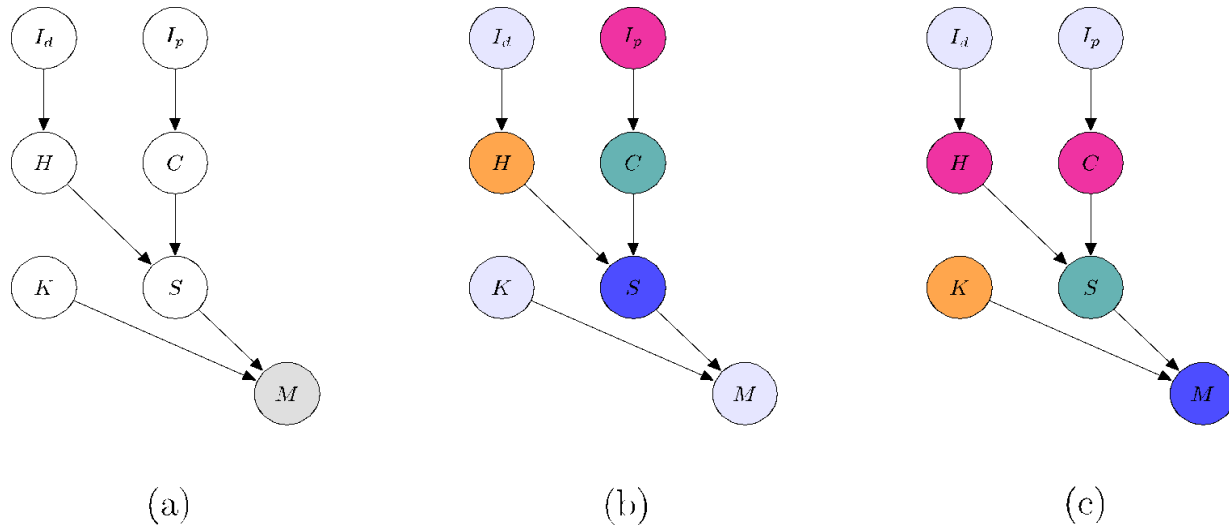 I_d I_p I_d I_p I_d I_p
H C H C H C
K S K S K S
M M M
(a) (b) (c)